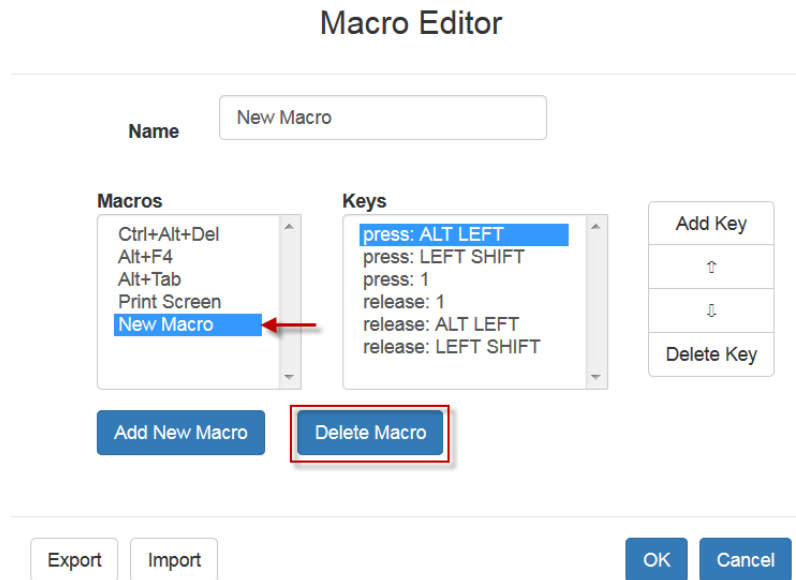 Macro Editor
Name
New Macro
Macros
Ctrl+Alt+Del
Alt+F4
Alt+Tab
Print Screen
New Macro
Keys
press: ALT LEFT
press: LEFT SHIFT
press: 1
release: 1
release: ALT LEFT
release: LEFT SHIFT
Add Key
⇧
⇩
Delete Key
Add New Macro
Delete Macro
Export
Import
OK
Cancel